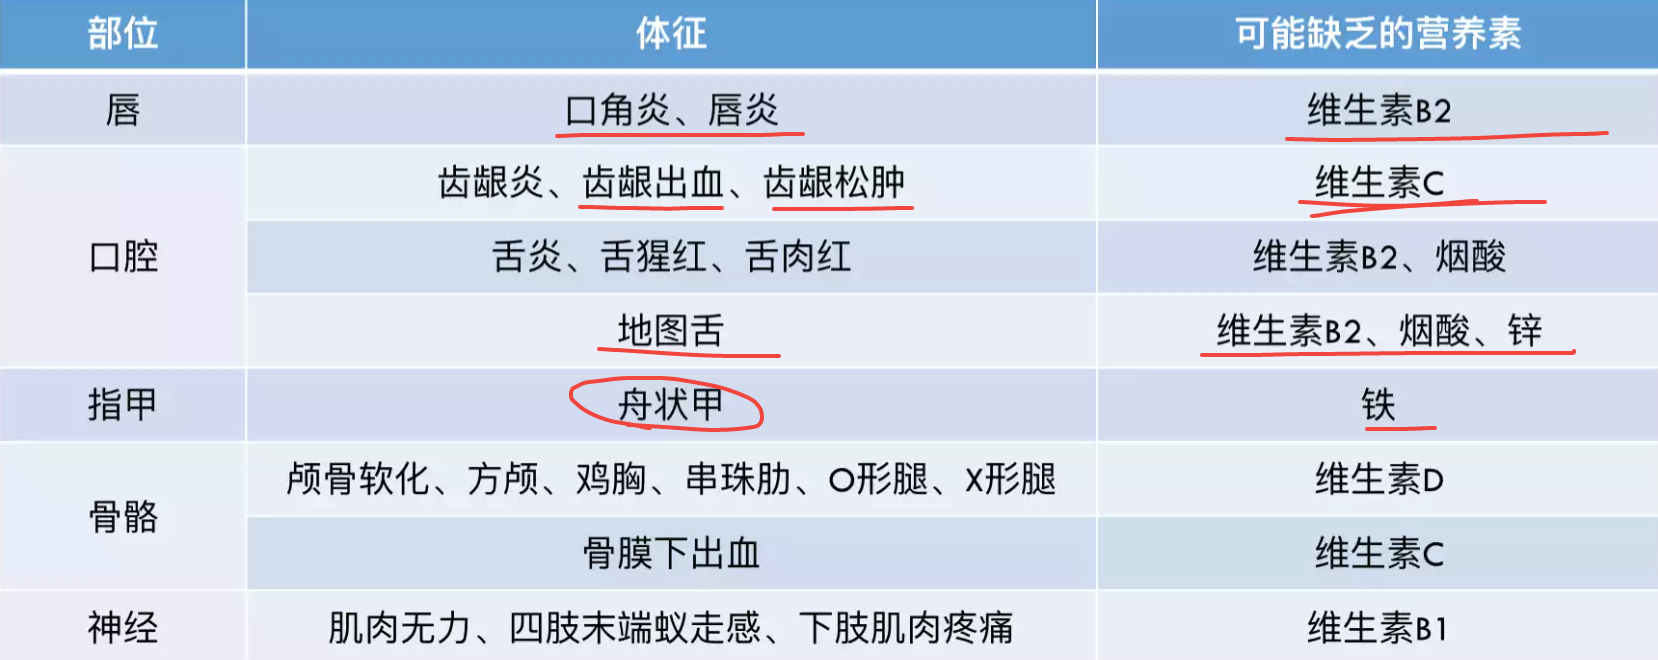 部位 体征 可能缺乏的营养素
唇 口角炎、唇炎 维生素B2
齿龈炎、齿龈出血、齿龈松肿 维生素C
口腔 舌炎、舌猩红、舌肉红 维生素B2、烟酸
地图舌 维生素B2、烟酸、锌
指甲 舟状甲 铁
颅骨软化、方颅、鸡胸、串珠肋、O形腿、X形腿 维生素D
骨骼
骨膜下出血 维生素C
神经 肌肉无力、四肢末端蚁走感、下肢肌肉疼痛 维生素B1